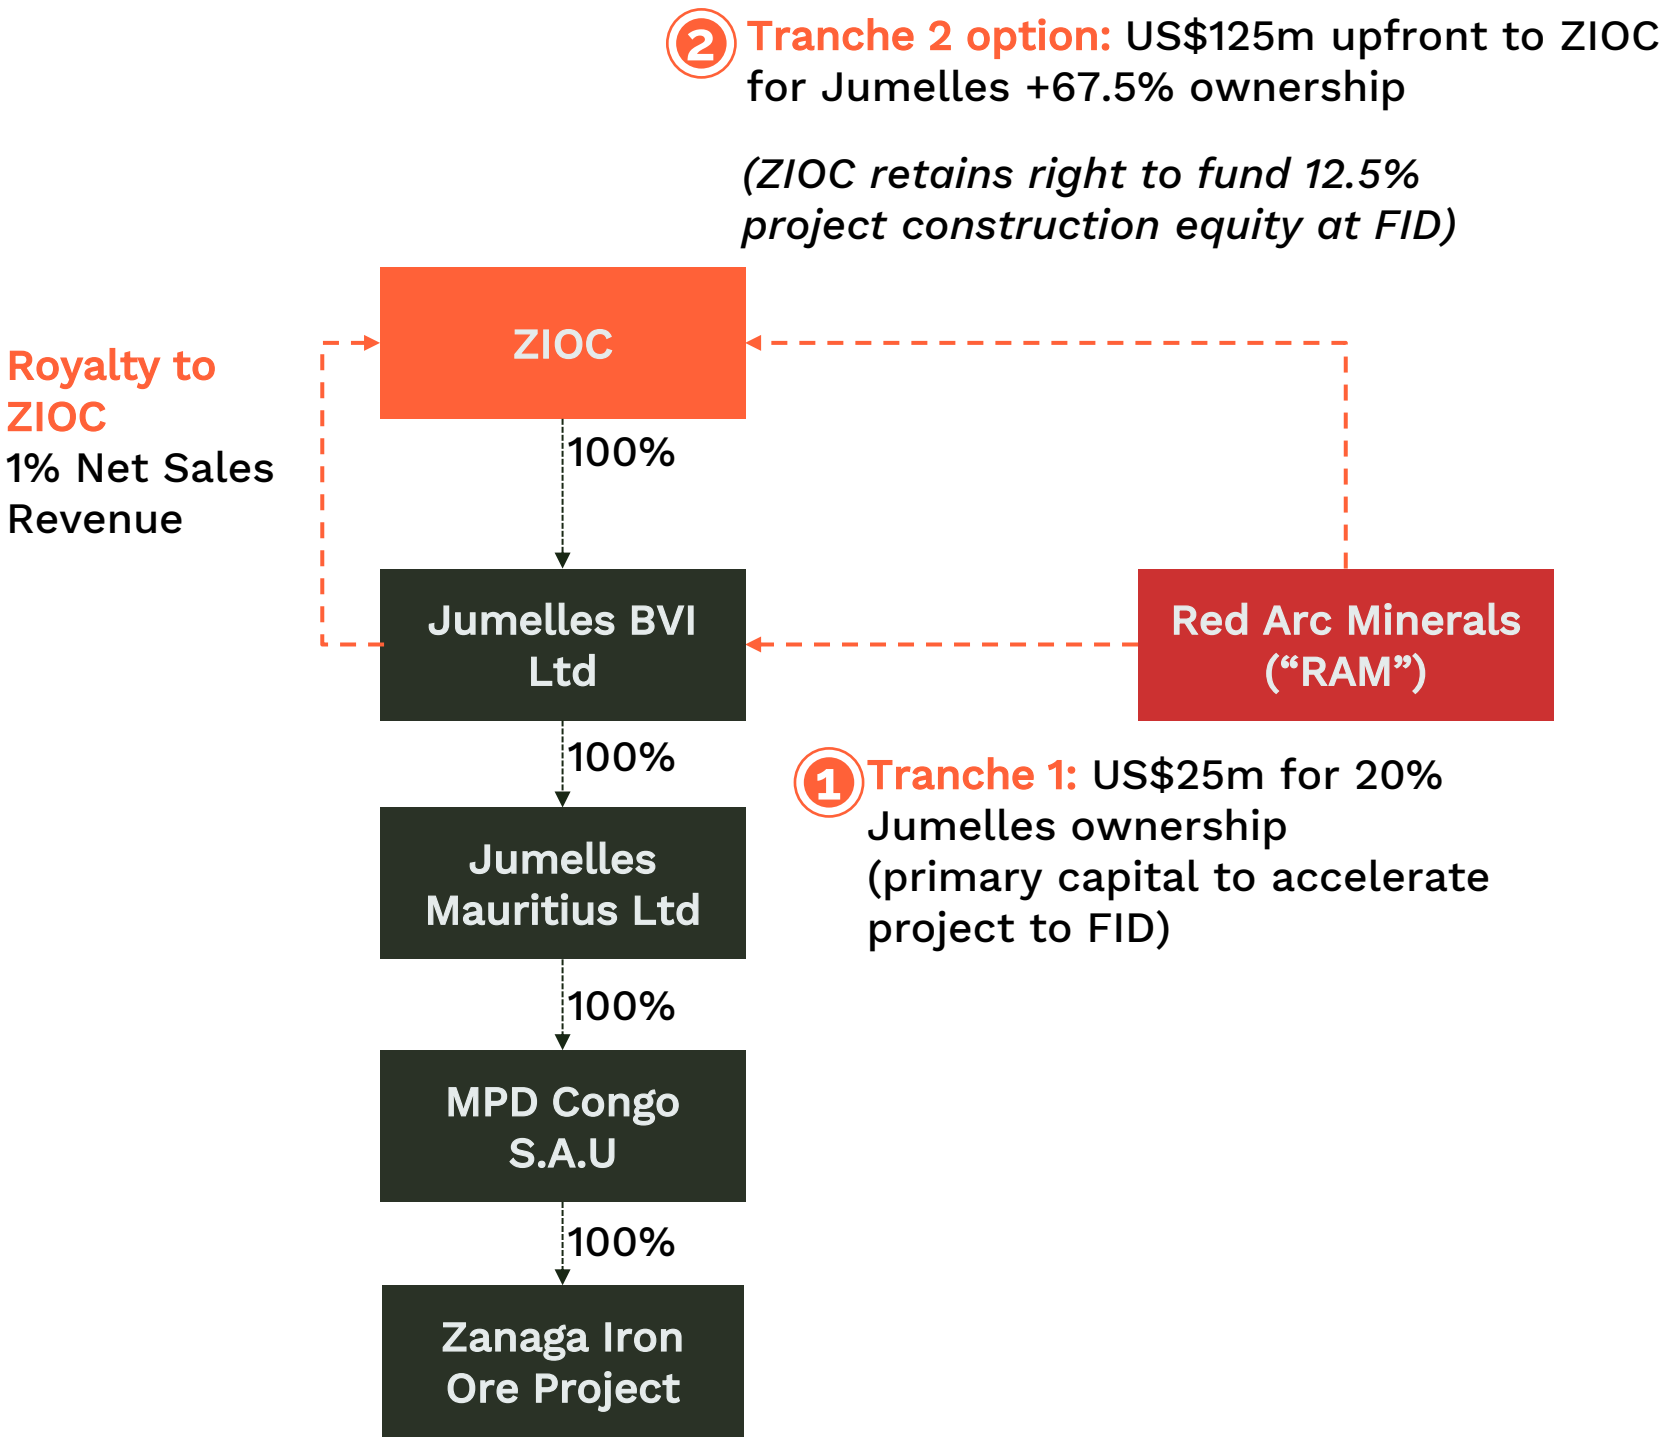 2
Tranche 2 option: US$125m upfront to ZIOC
for Jumelles +67.5% ownership
(ZIOC retains right to fund 12.5%
project construction equity at FID)
ZIOC
Royalty to
ZIOC
1% Net Sales
Revenue
100%
Jumelles BVI
Ltd
Red Arc Minerals
(“RAM”)
100%
1
Tranche 1: US$25m for 20%
Jumelles ownership
(primary capital to accelerate
project to FID)
Jumelles
Mauritius Ltd
100%
MPD Congo
S.A.U
100%
Zanaga Iron
Ore Project